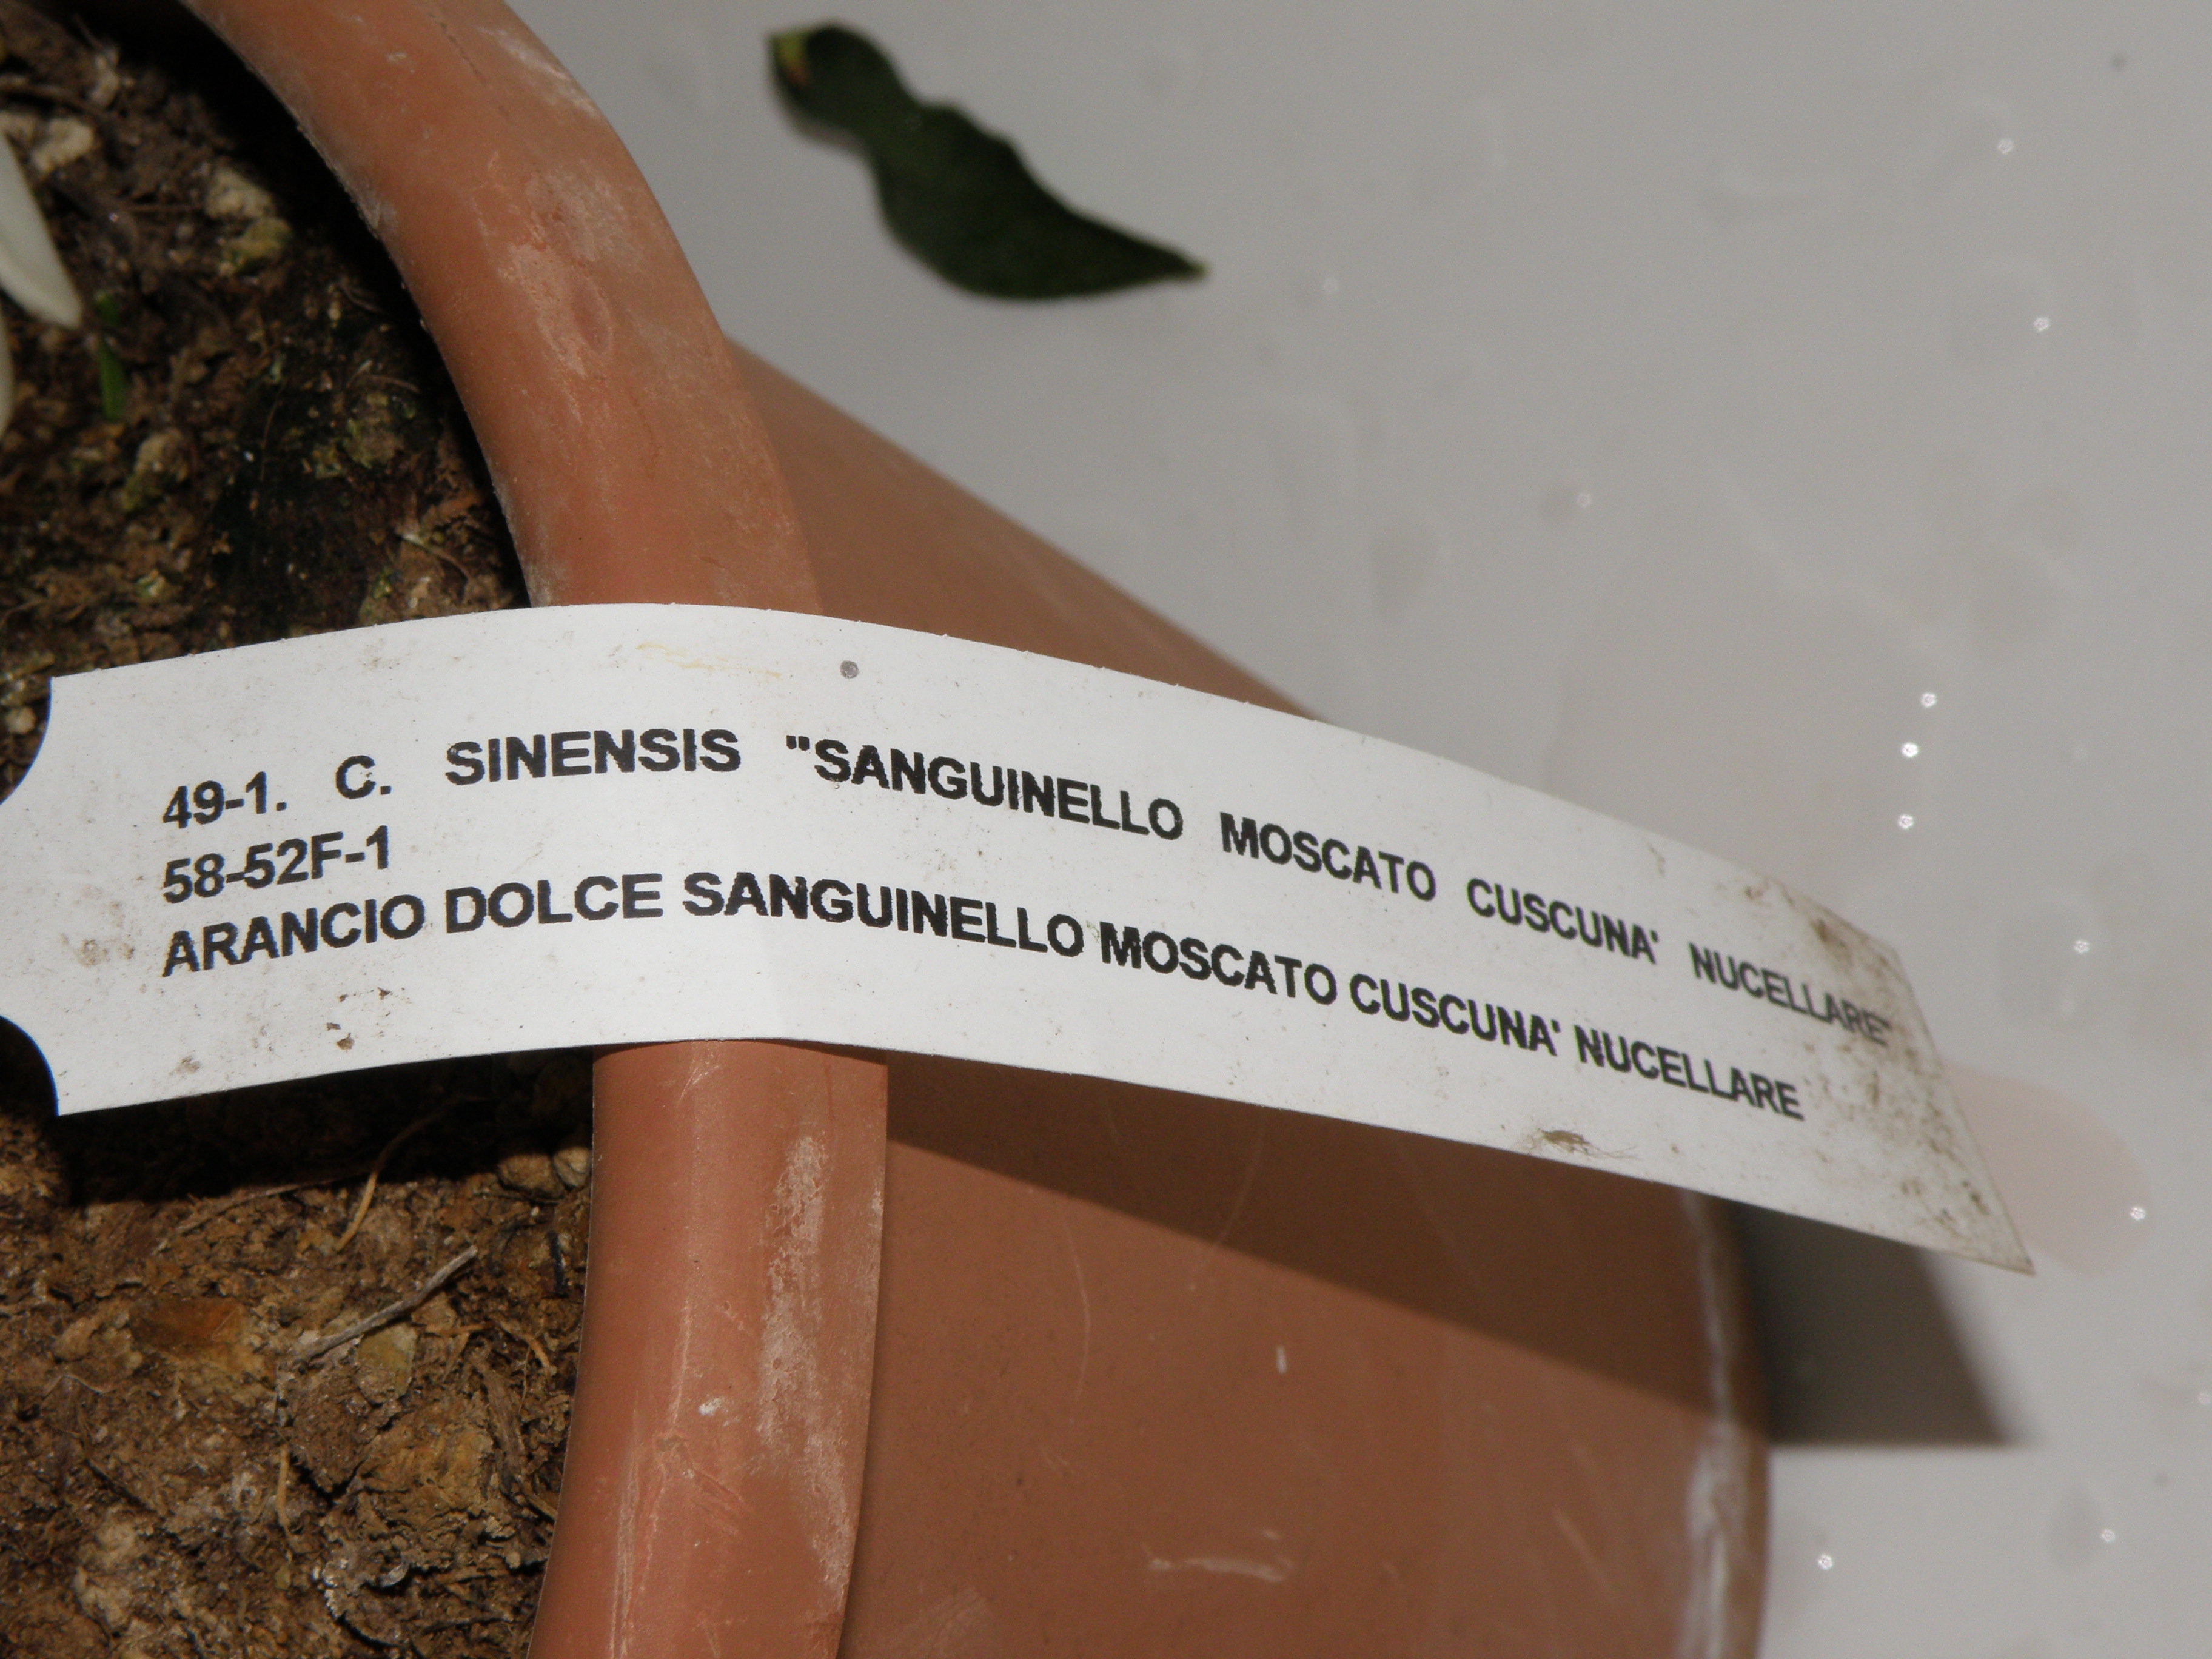 49-1. C. SINENSIS "SANGUINELLO MOSCATO CUSCUNA' NUCELLARE"
58-52F-1
ARANCIO DOLCE SANGUINELLO MOSCATO CUSCUNA' NUCELLARE